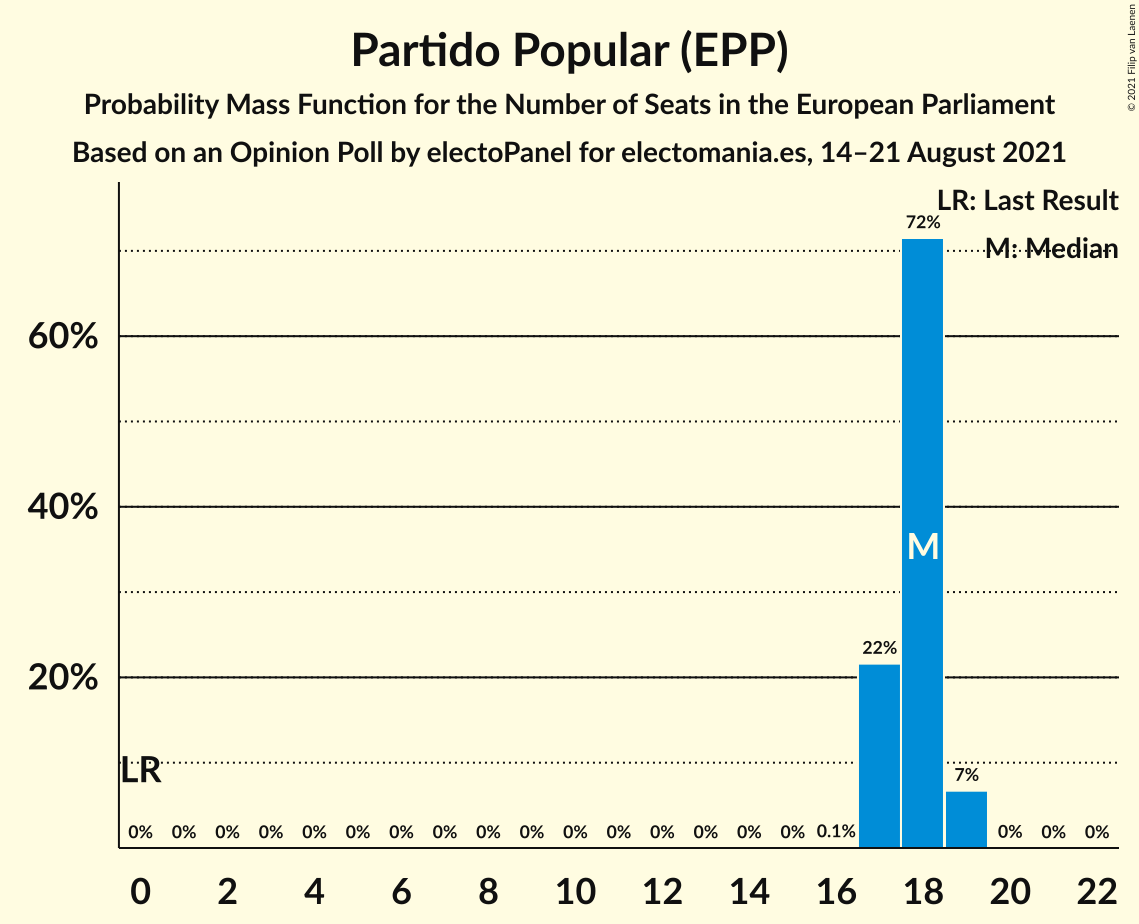 Partido Popular (EPP)
Probability Mass Function for the Number of Seats in the European Parliament
Based on an Opinion Poll by electoPanel for electomania.es, 14–21 August 2021
© 2021 Filip van Laenen
LR: Last Result
M: Median
72%
60%
40%
M
22%
20%
LR
7%
0% 0% 0% 0% 0% 0% 0% 0% 0% 0% 0% 0% 0% 0% 0% 0% 0.1% 0% 0% 0%
0 2 4 6 8 10 12 14 16 18 20 22